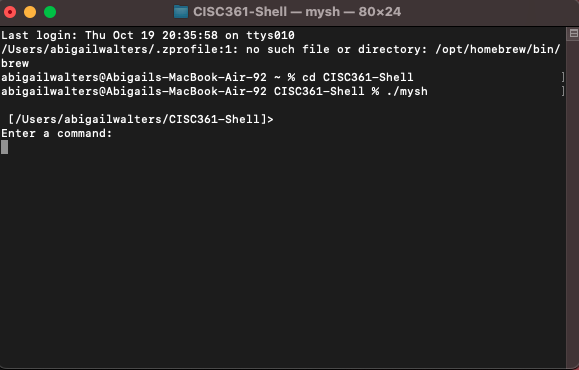 CISC361-Shell — mysh — 80×24
Last login: Thu Oct 19 20:35:58 on ttys010
/Users/abigailwalters/.zprofile:1: no such file or directory: /opt/homebrew/bin/
brew
abigailwalters@Abigails-MacBook-Air-92 ~ % cd CISC361-Shell ]
abigailwalters@Abigails-MacBook-Air-92 CISC361-Shell % ./mysh ]
[/Users/abigailwalters/CISC361-Shell]>
Enter a command: